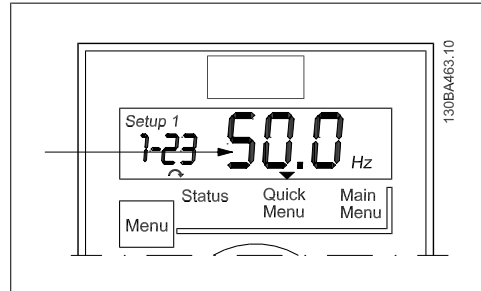 Setup 1
1-23 50.0 Hz
Status Quick Menu Main Menu
Menu
130BA463.10